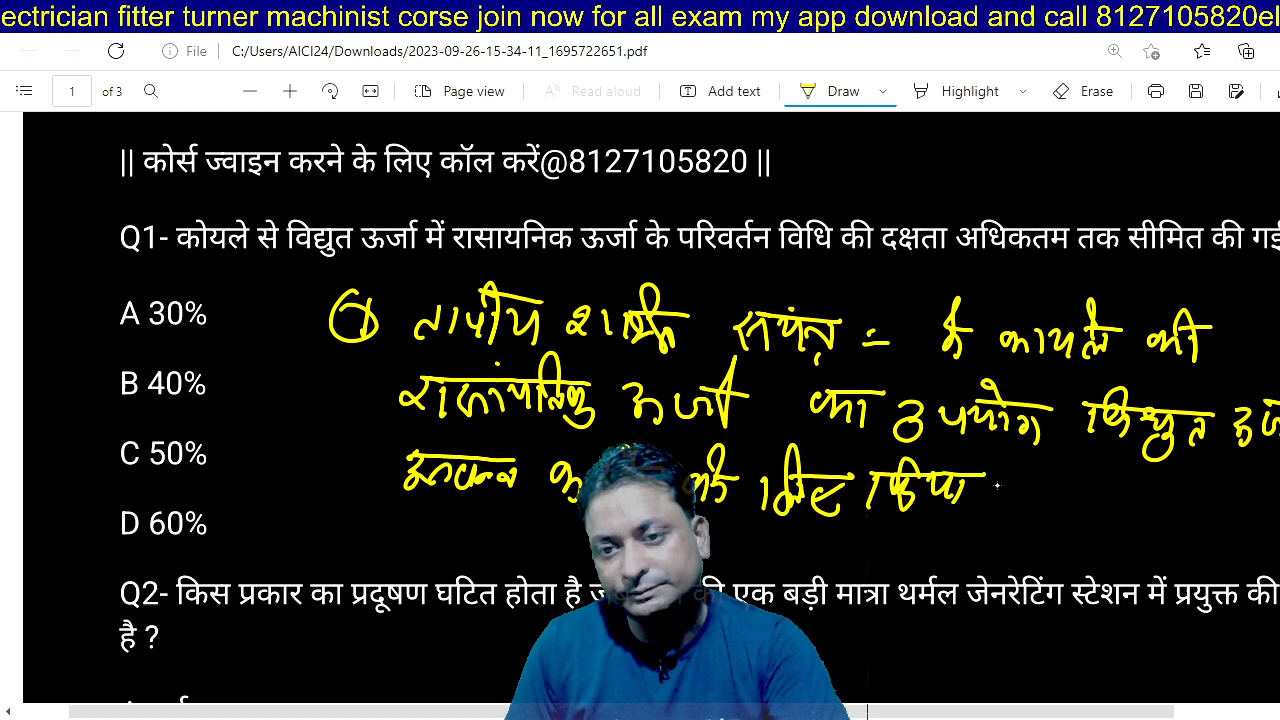 ectrician fitter turner machinist corse join now for all exam my app download and call 8127105820el
File C:/Users/AICI24/Downloads/2023-09-26-15-34-11_1695722651.pdf
1 of 3 Page view Read aloud Add text Draw Highlight Erase
|| कोर्स ज्वाइन करने के लिए कॉल करें@8127105820 ||
Q1- कोयले से विद्युत ऊर्जा में रासायनिक ऊर्जा के परिवर्तन विधि की दक्षता अधिकतम तक सीमित की गई
A 30%
तापीय शक्ति सयंत्र = में कोयले की
B 40%
ऊर्जा का उपयोग विधुत
C 50%
लिए किया
D 60%
Q2- किस प्रकार का प्रदूषण घटित होता है की एक बड़ी मात्रा थर्मल जेनरेटिंग स्टेशन में प्रयुक्त की
है ?